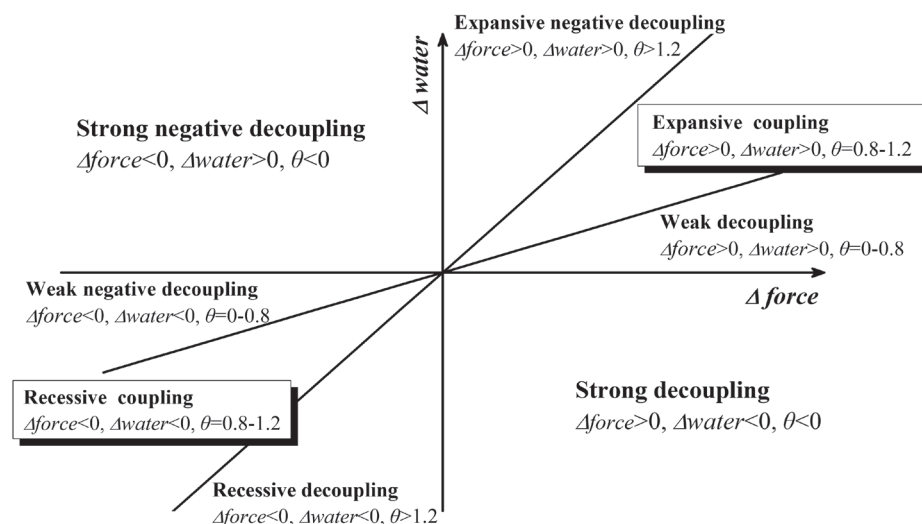 Expansive negative decoupling
Δforce>0, Δwater>0, θ>1.2
Δ water
Strong negative decoupling
Δforce<0, Δwater>0, θ<0
Expansive coupling
Δforce>0, Δwater>0, θ=0.8-1.2
Weak decoupling
Δforce>0, Δwater>0, θ=0-0.8
Δ force
Weak negative decoupling
Δforce<0, Δwater<0, θ=0-0.8
Recessive coupling
Δforce<0, Δwater<0, θ=0.8-1.2
Strong decoupling
Δforce>0, Δwater<0, θ<0
Recessive decoupling
Δforce<0, Δwater<0, θ>1.2